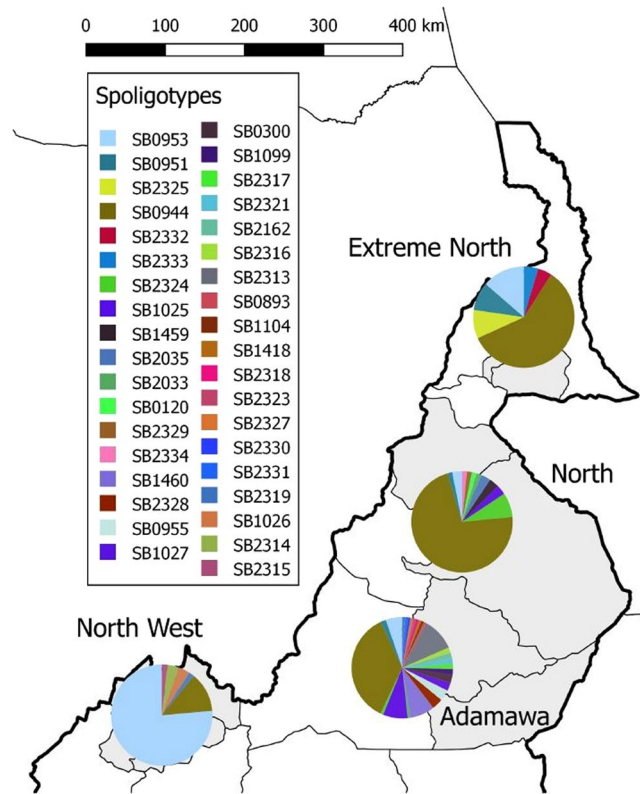 0 100 200 300 400 km
Spoligotypes
SB0953
SB0951
SB2325
SB0944
SB2332
SB2333
SB2324
SB1025
SB1459
SB2035
SB2033
SB0120
SB2329
SB2334
SB1460
SB2328
SB0955
SB1027
SB0300
SB1099
SB2317
SB2321
SB2162
SB2316
SB2313
SB0893
SB1104
SB1418
SB2318
SB2323
SB2327
SB2330
SB2331
SB2319
SB1026
SB2314
SB2315
Extreme North
North
North West
Adamawa